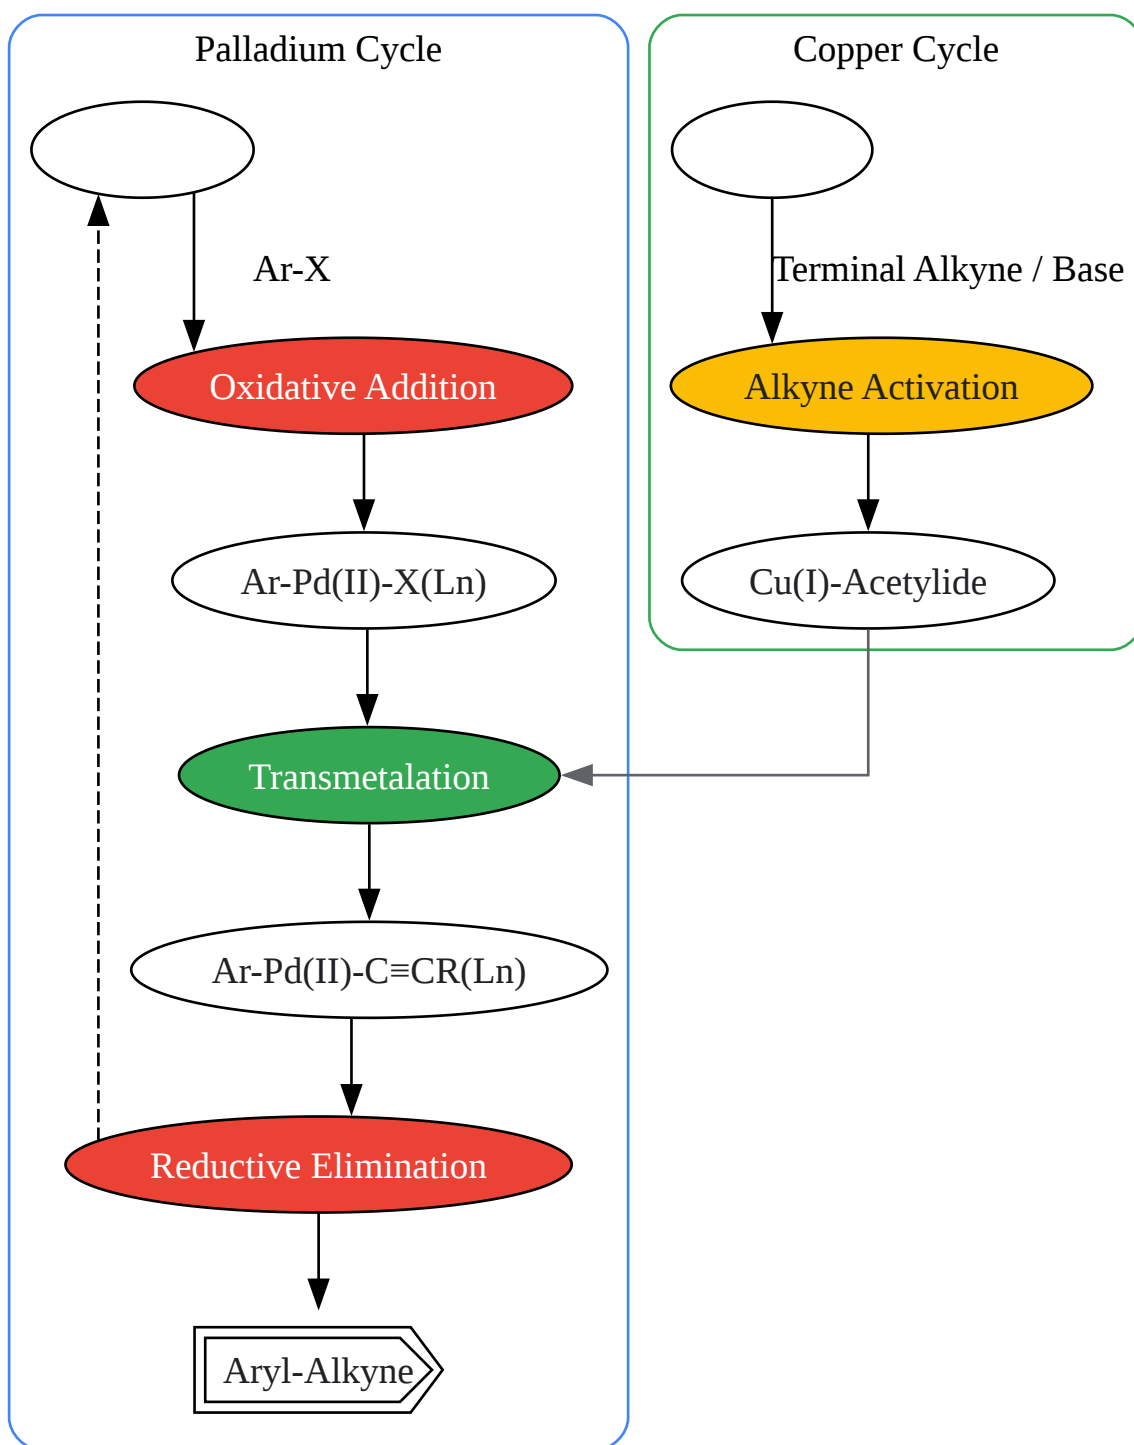 Palladium Cycle
Ar-X
Oxidative Addition
Ar-Pd(II)-X(Ln)
Transmetalation
Ar-Pd(II)-C≡CR(Ln)
Reductive Elimination
Aryl-Alkyne
Copper Cycle
Terminal Alkyne / Base
Alkyne Activation
Cu(I)-Acetylide